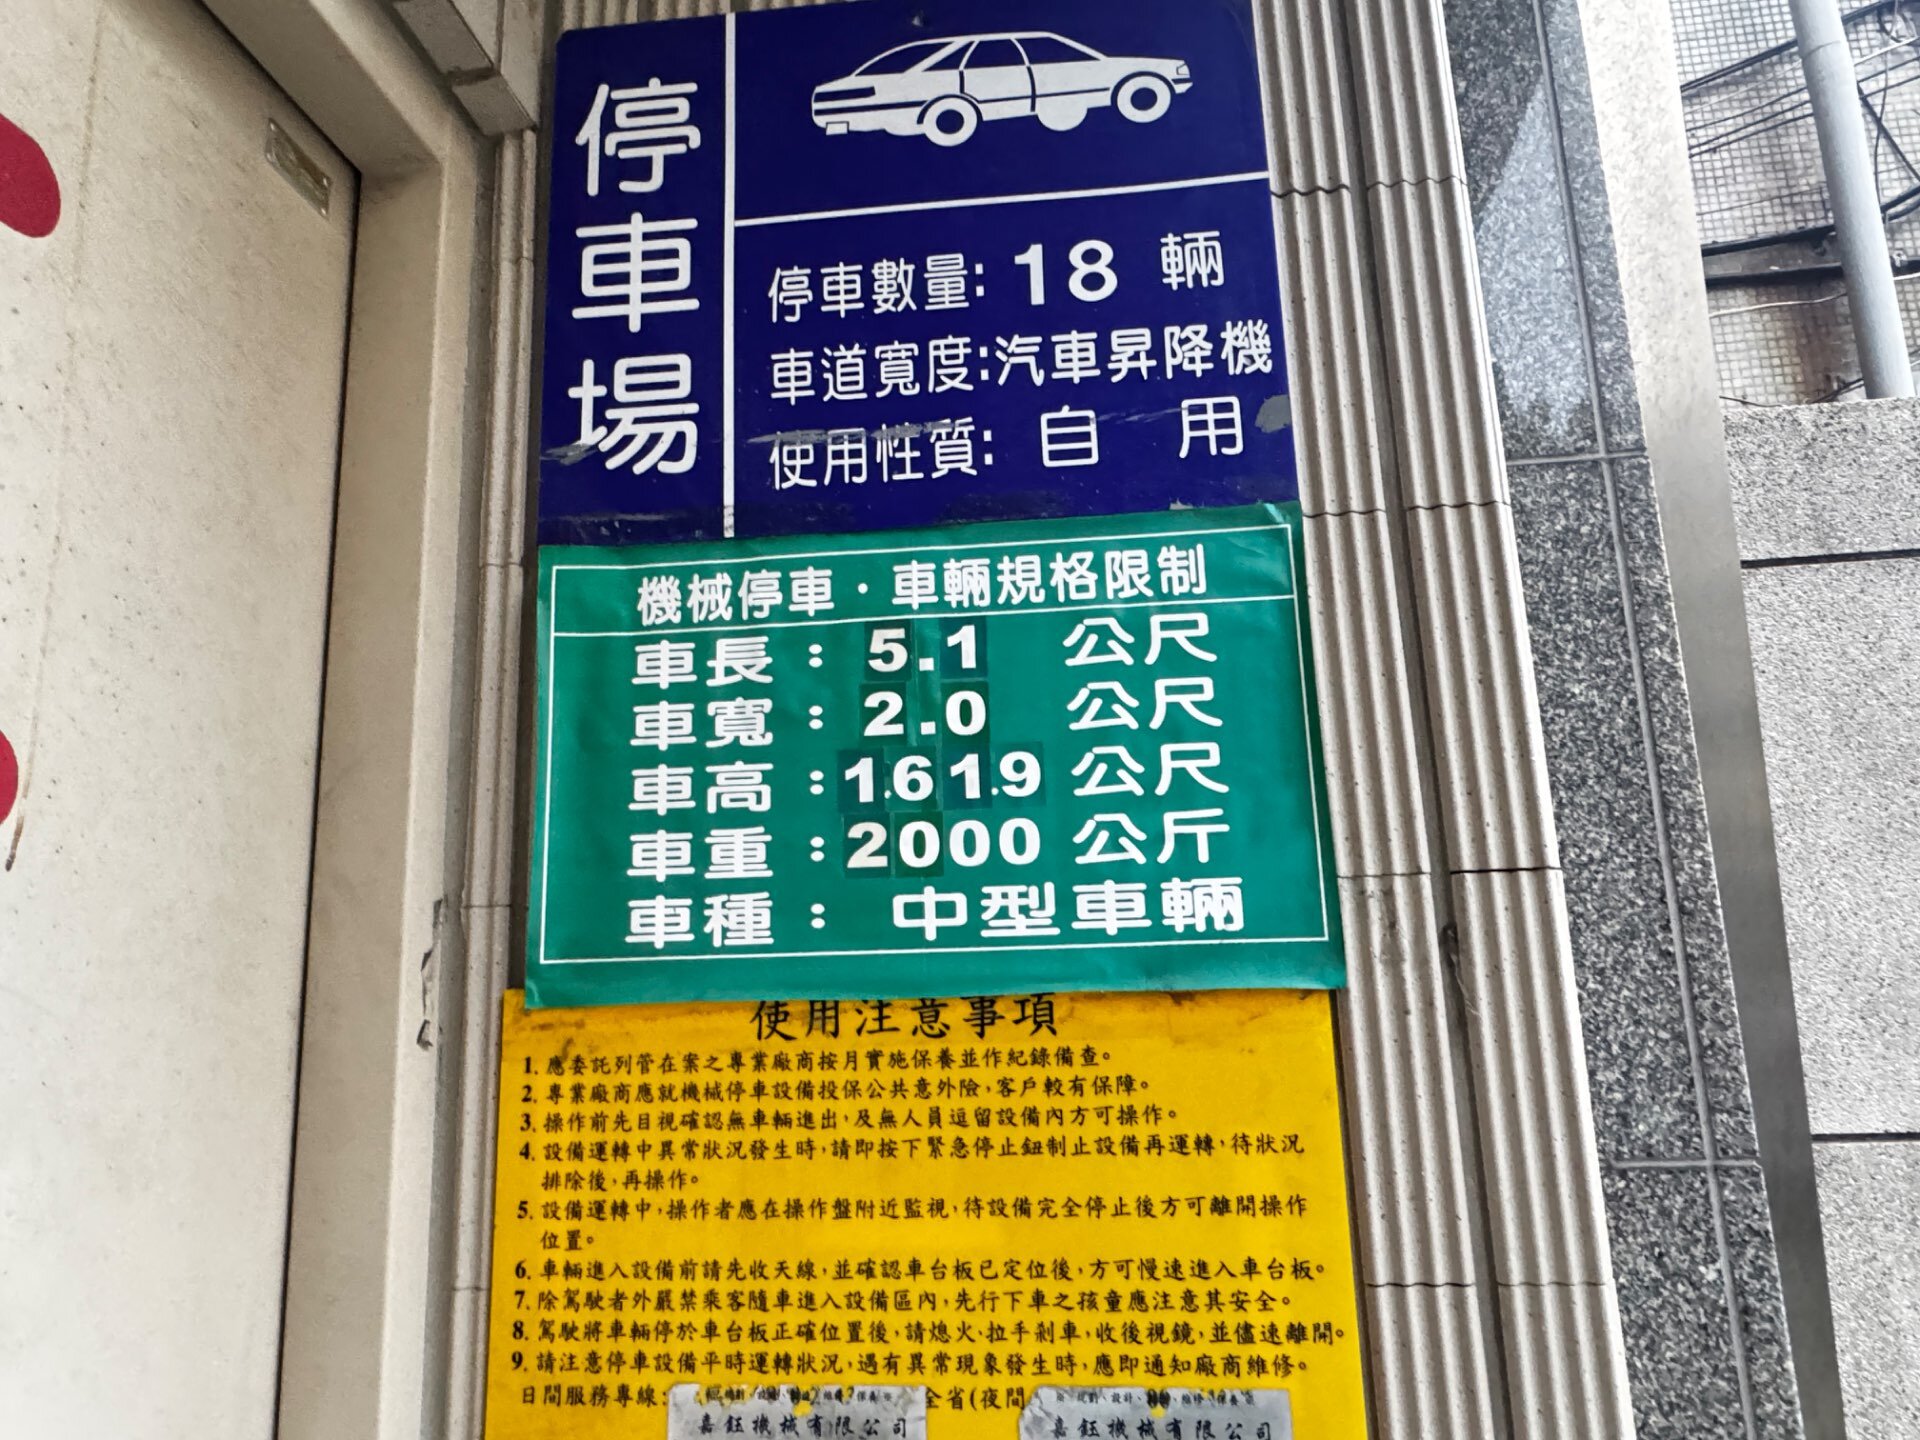 停車場
停車數量: 18 輛
車道寬度:汽車昇降機
使用性質: 自 用
機械停車・車輛規格限制
車長：5.1 公尺
車寬：2.0 公尺
車高：1.61.9 公尺
車重：2000 公斤
車種：中型車輛
使用注意事項
1. 應委託列管在案之專業廠商按月實施保養並作紀錄備查。
2. 專業廠商應就機械停車設備投保公共意外險,客戶較有保障。
3. 操作前先目視確認無車輛進出,及無人員逗留設備內方可操作。
4. 設備運轉中異常狀況發生時,請即按下緊急停止鈕制止設備再運轉,待狀況
排除後,再操作。
5. 設備運轉中,操作者應在操作盤附近監視,待設備完全停止後方可離開操作
位置。
6. 車輛進入設備前請先收天線,並確認車台板已定位後,方可慢速進入車台板。
7. 除駕駛者外嚴禁乘客隨車進入設備區內,先行下車之孩童應注意其安全。
8. 駕駛將車輛停於車台板正確位置後,請熄火,拉手剎車,收後視鏡,並儘速離開。
9. 請注意停車設備平時運轉狀況,遇有異常現象發生時,應即通知廠商維修。
日間服務專線: 全省(夜間
嘉鈺機械有限公司 嘉鈺機械有限公司